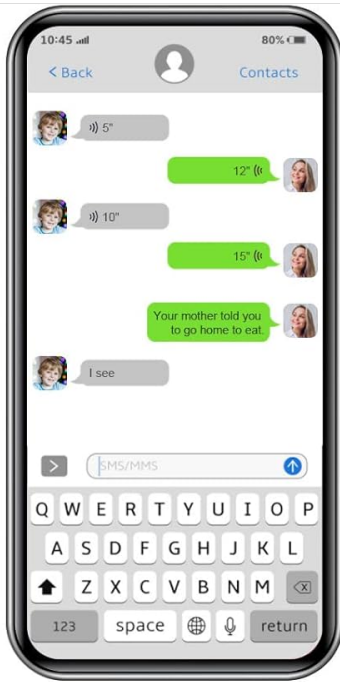 10:45
80%
< Back
Contacts
5"
12"
10"
15"
Your mother told you
to go home to eat.
I see
SMS/MMS
Q W E R T Y U I O P
A S D F G H J K L
Z X C V B N M
123 space return